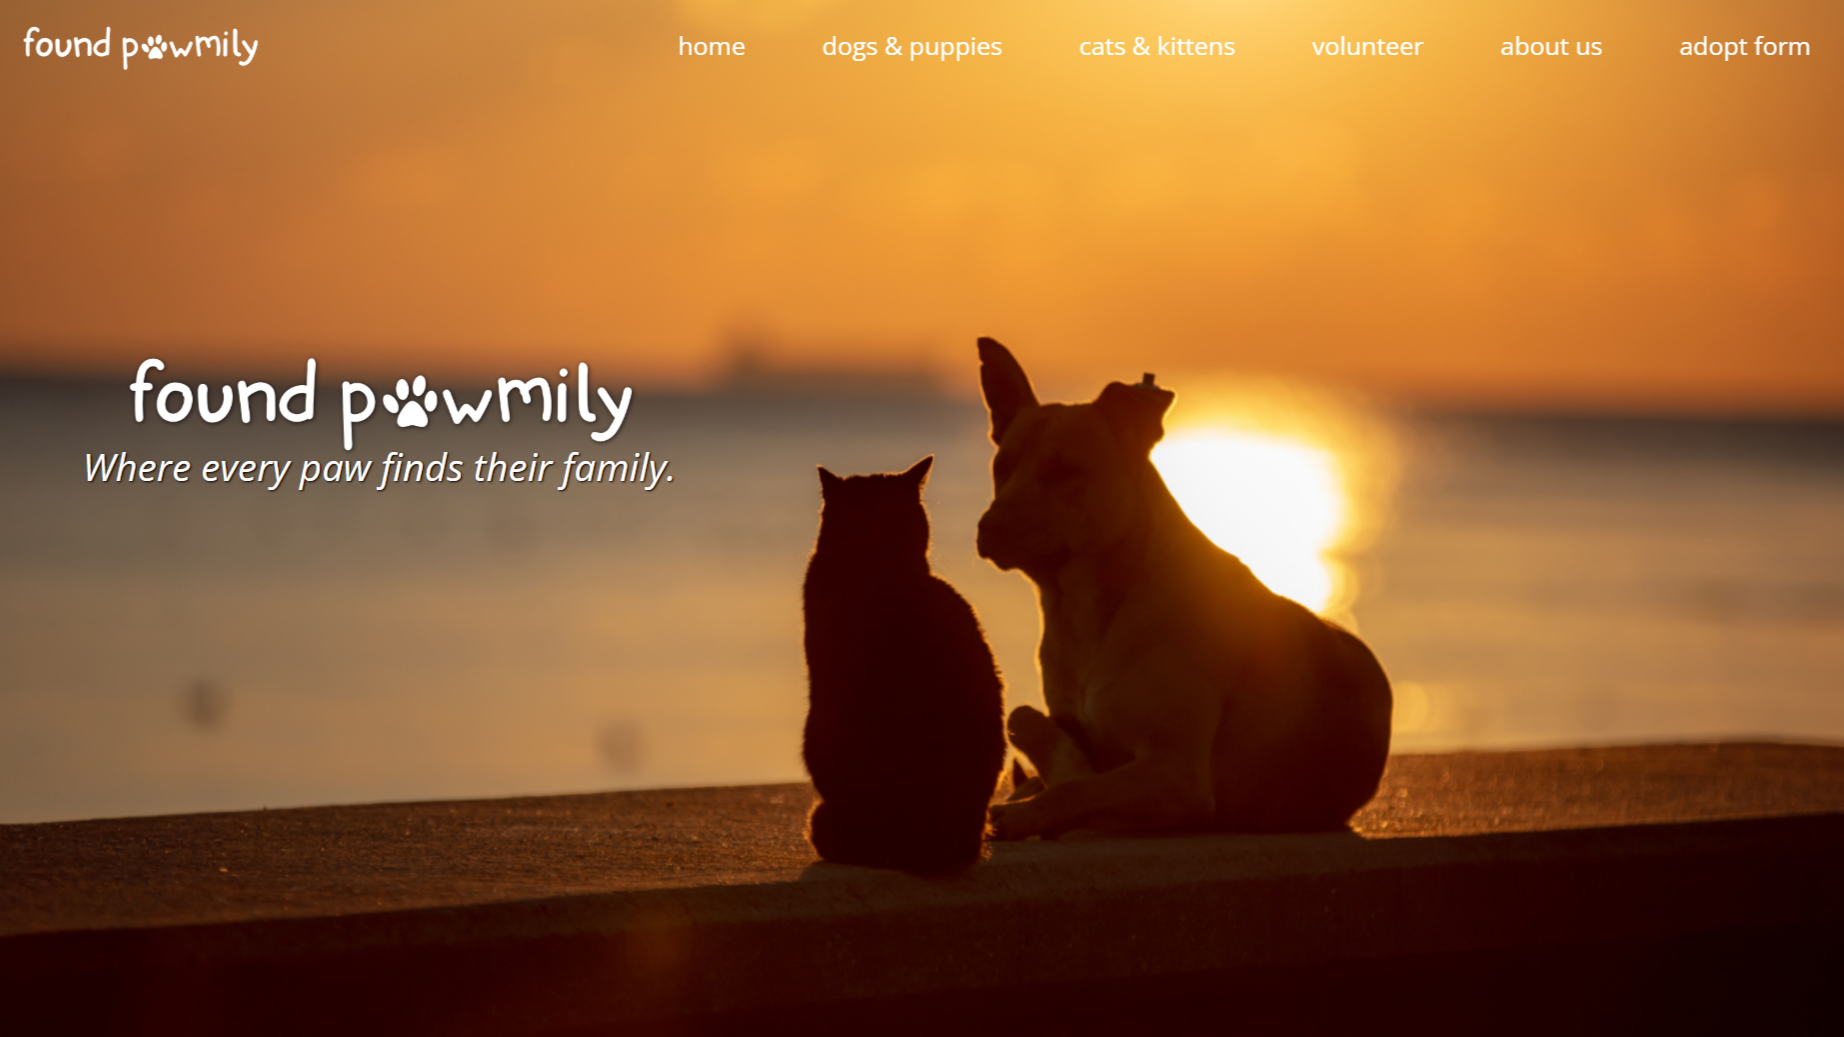 found pawmily
home dogs & puppies cats & kittens volunteer about us adopt form
found pawmily
Where every paw finds their family.